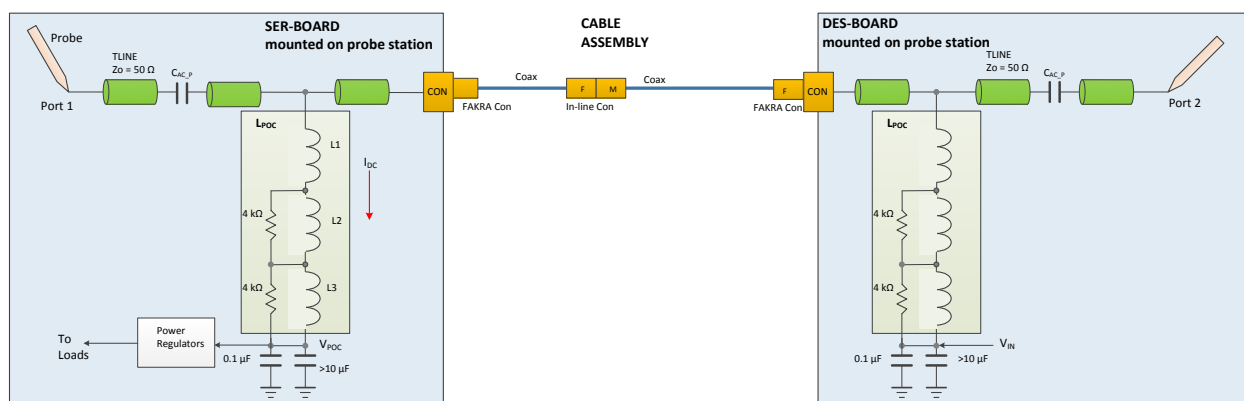 SER-BOARD
mounted on probe station
Probe
TLINE
Zo = 50 Ω
CAC_P
Port 1
CON
FAKRA Con
LPOC
L1
IDC
4 kΩ
L2
4 kΩ
L3
To
Loads
Power
Regulators
VPOC
0.1 µF
>10 µF
CABLE
ASSEMBLY
Coax
F
M
In-line Con
Coax
DES-BOARD
mounted on probe station
F
FAKRA Con
CON
TLINE
Zo = 50 Ω
CAC_P
Port 2
LPOC
4 kΩ
4 kΩ
VIN
0.1 µF
>10 µF